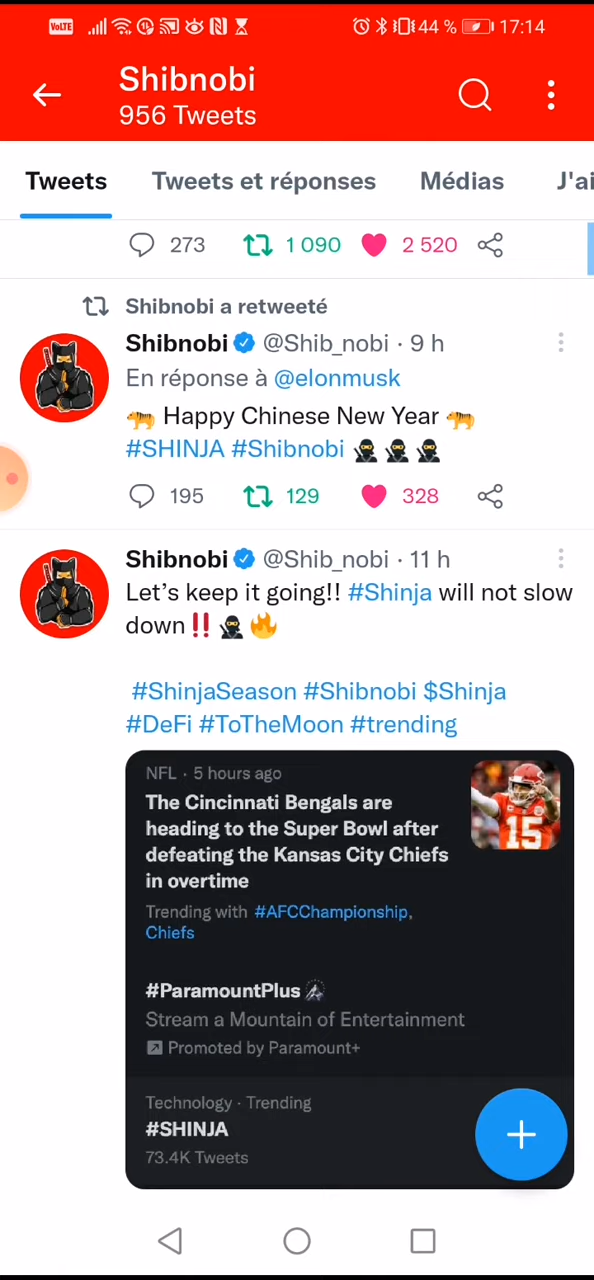 VoLTE 44 % 17:14
Shibnobi
956 Tweets
Tweets Tweets et réponses Médias J'ai
273 1 090 2 520
Shibnobi a retweeté
Shibnobi @Shib_nobi · 9 h
En réponse à @elonmusk
🐅 Happy Chinese New Year 🐅
#SHINJA #Shibnobi 🥷🥷🥷
195 129 328
Shibnobi @Shib_nobi · 11 h
Let's keep it going!! #Shinja will not slow
down‼️🥷🔥
#ShinjaSeason #Shibnobi $Shinja
#DeFi #ToTheMoon #trending
NFL · 5 hours ago
The Cincinnati Bengals are
heading to the Super Bowl after
defeating the Kansas City Chiefs
in overtime
Trending with #AFCChampionship,
Chiefs
15
#ParamountPlus
Stream a Mountain of Entertainment
Promoted by Paramount+
Technology · Trending
#SHINJA
73.4K Tweets